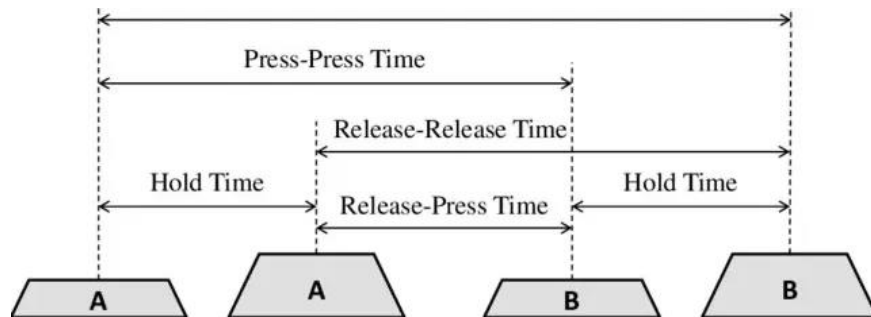 Press-Press Time
Release-Release Time
Hold Time
Hold Time
Release-Press Time
A
A
B
B